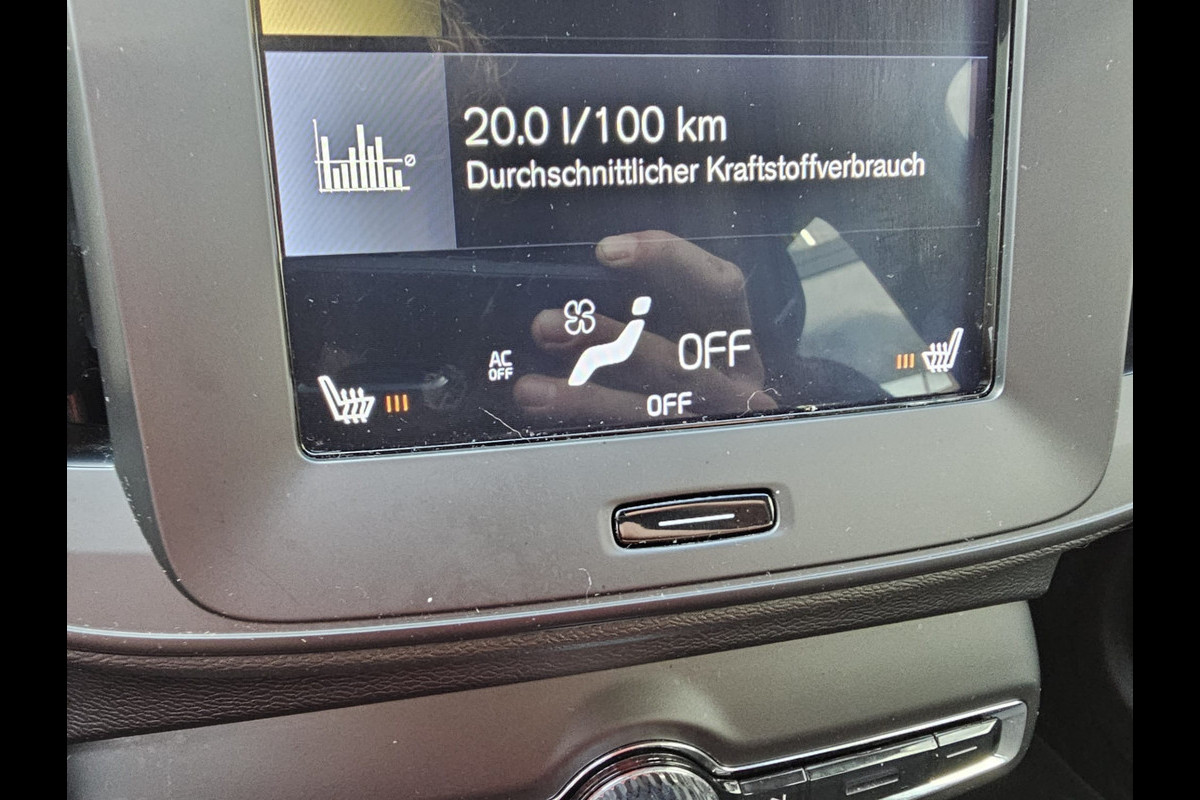 20.0 l/100 km
Durchschnittlicher Kraftstoffverbrauch
AC
OFF
OFF
OFF